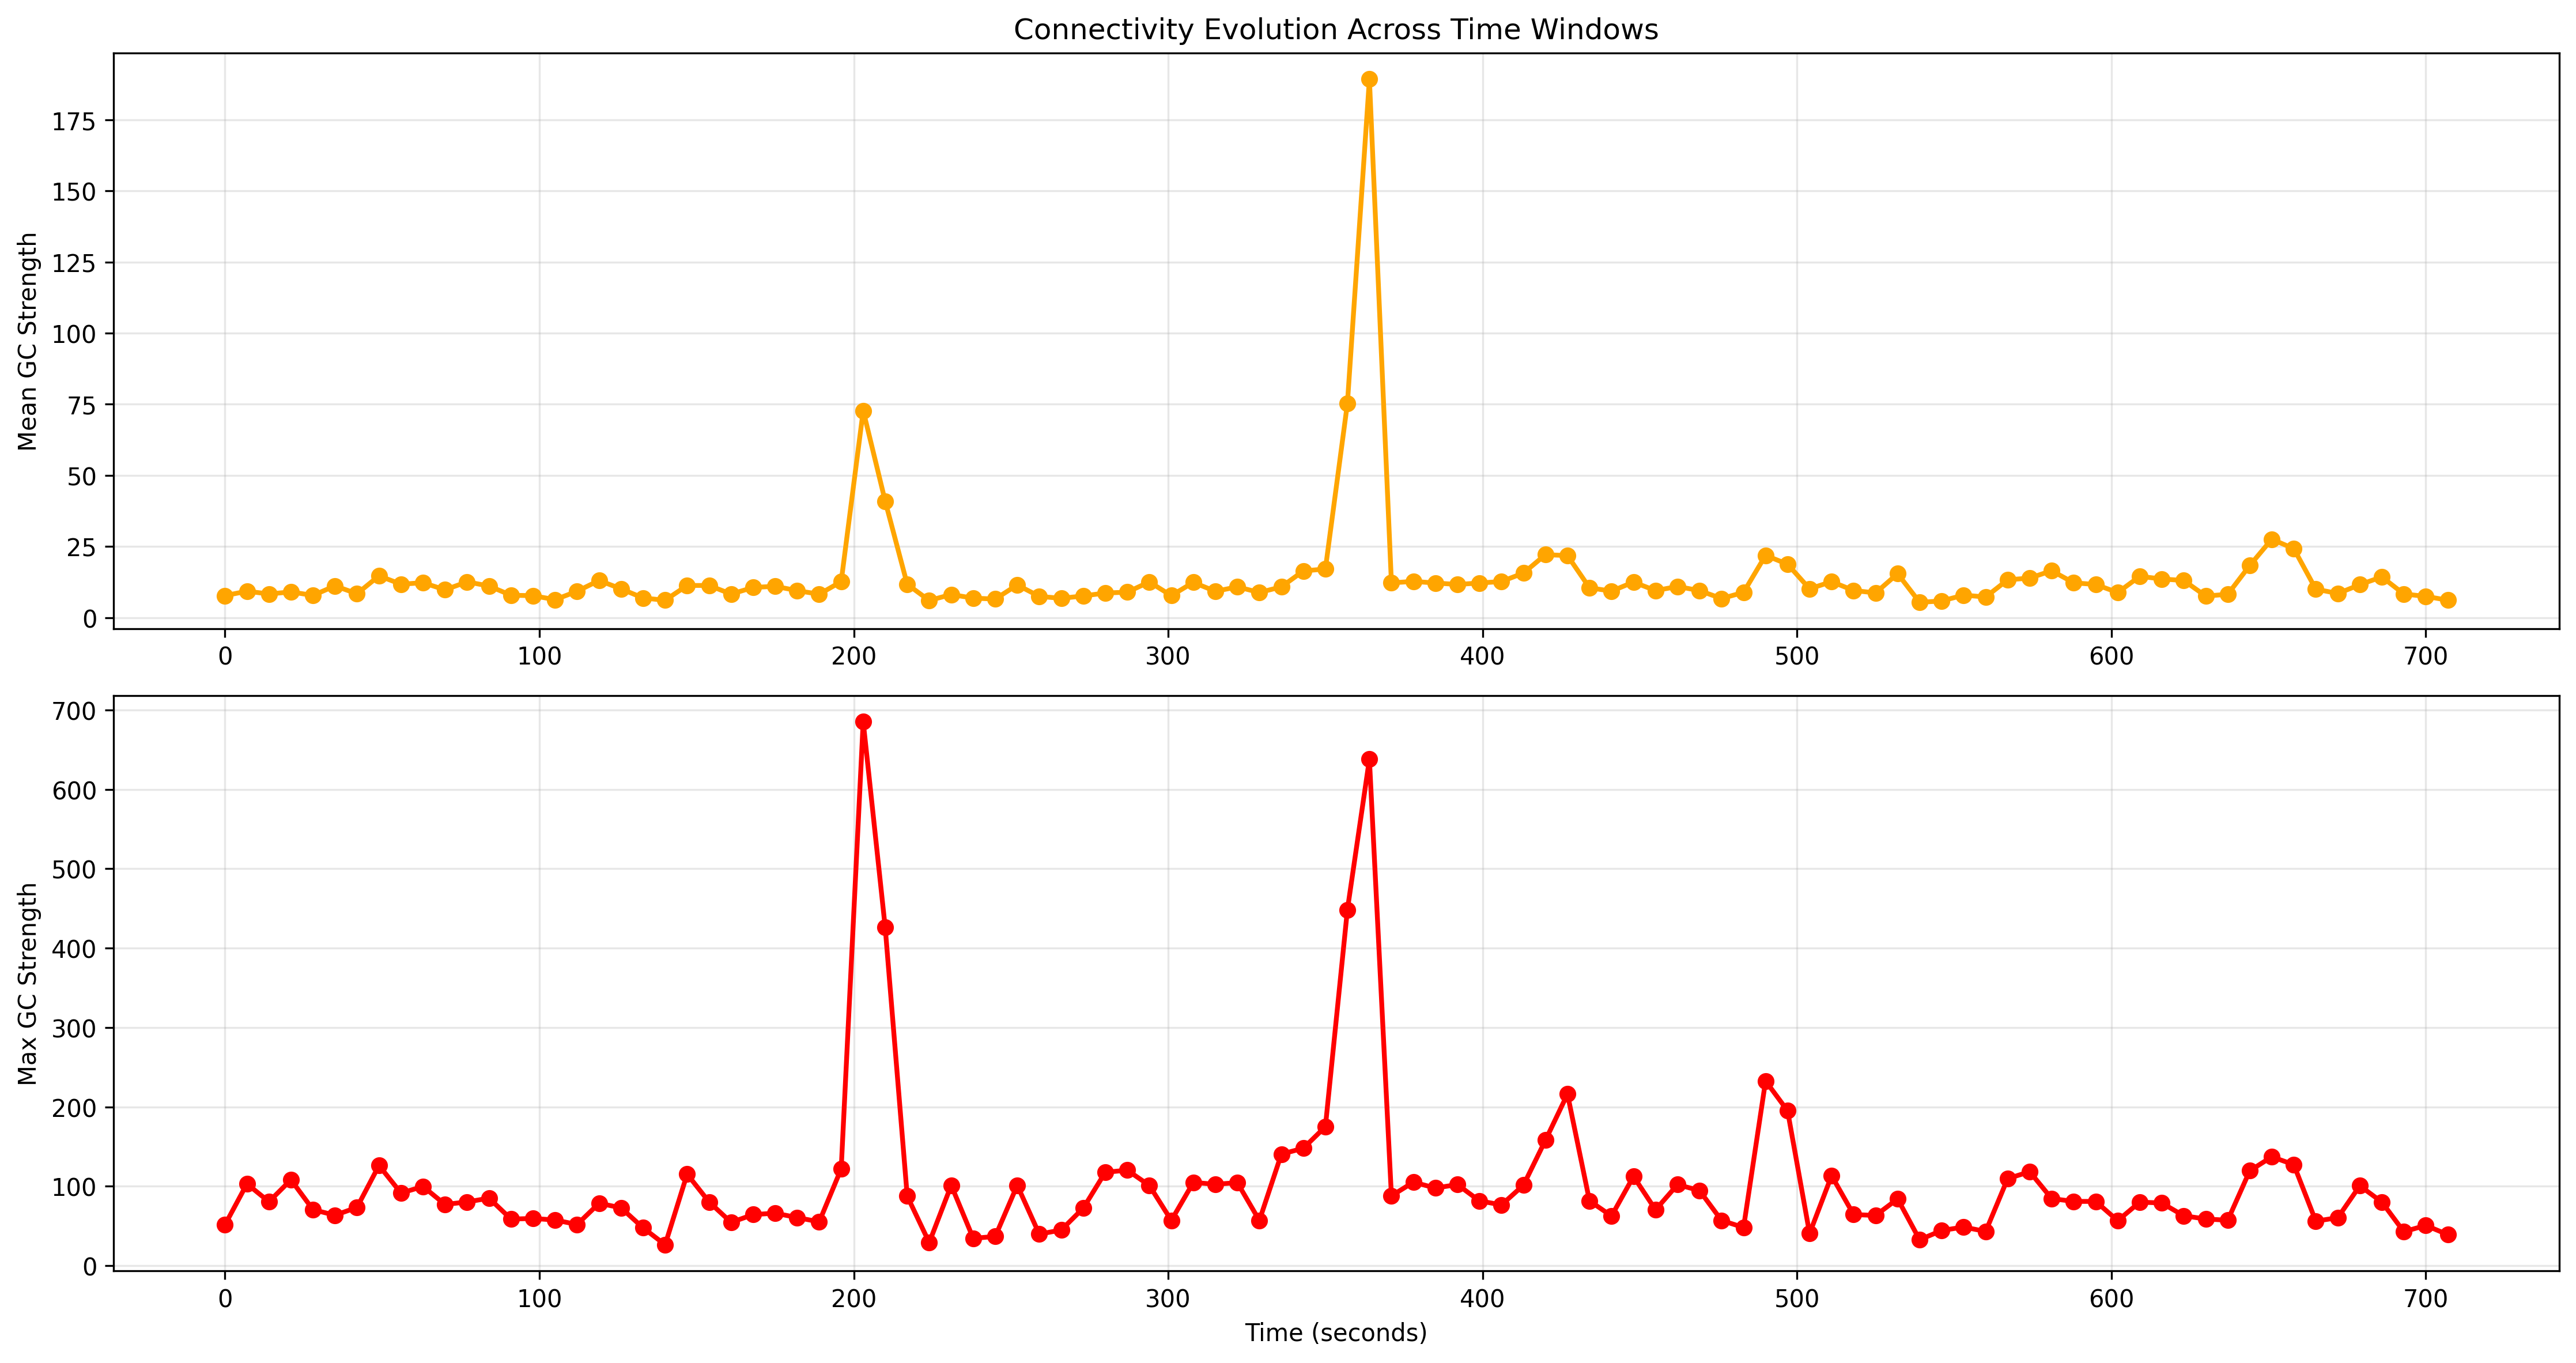 Connectivity Evolution Across Time Windows
Mean GC Strength
175
150
125
100
75
50
25
0
0 100 200 300 400 500 600 700
Max GC Strength
700
600
500
400
300
200
100
0
0 100 200 300 400 500 600 700
Time (seconds)